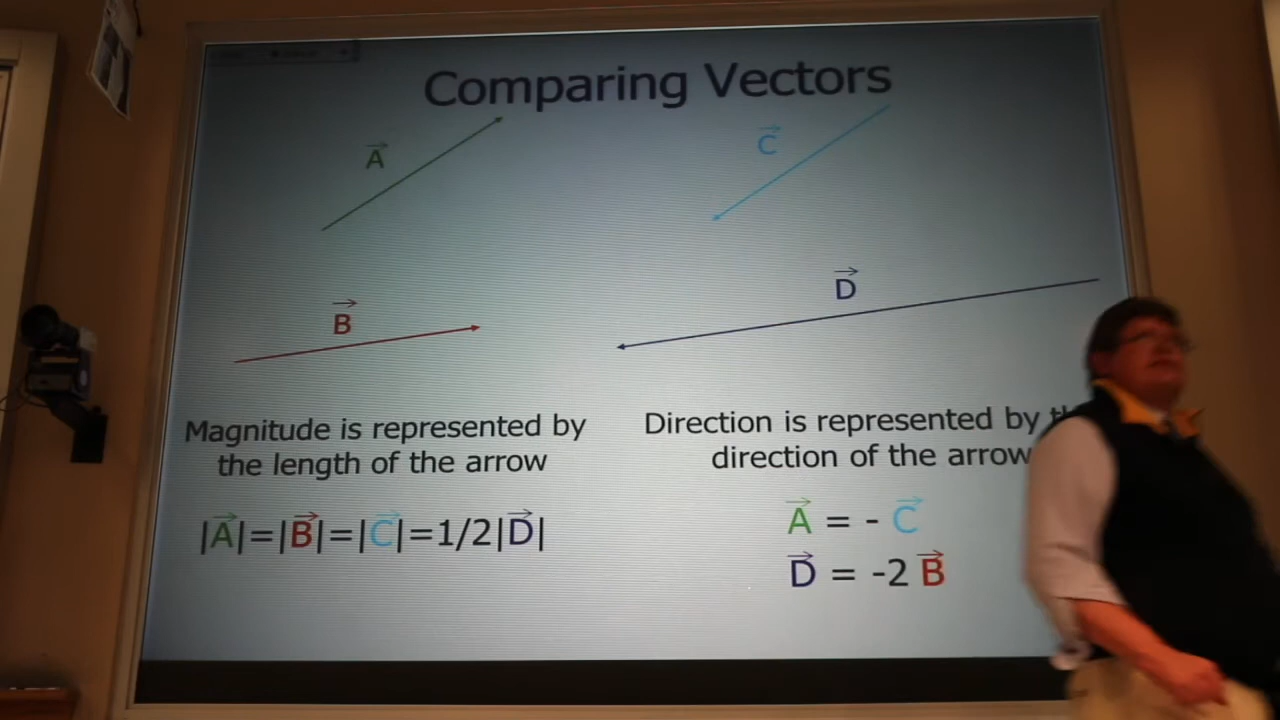 Comparing Vectors
A
C
B
D
Magnitude is represented by
the length of the arrow
|A|=|B|=|C|=1/2|D|
Direction is represented by
direction of the arrow
A = - C
D = -2 B